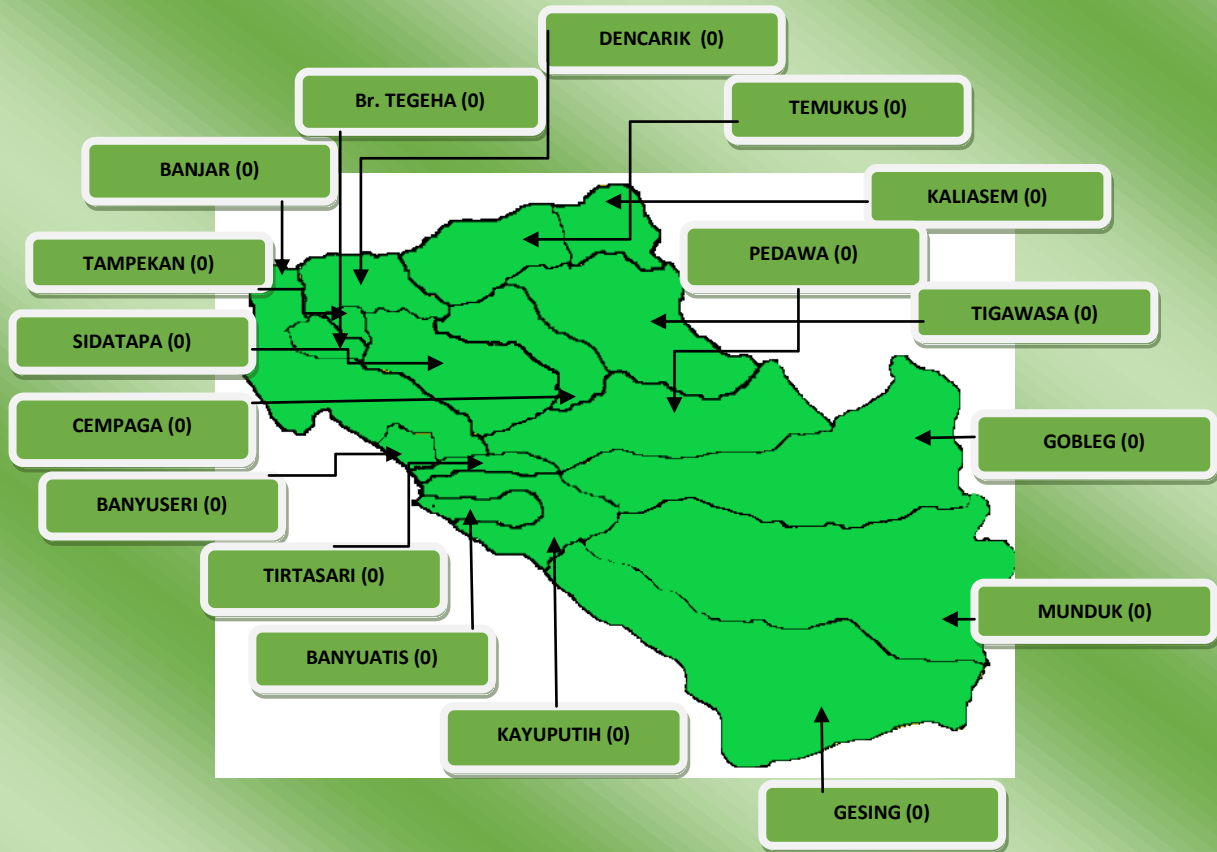 DENCARIK (0)
Br. TEGEHA (0)
TEMUKUS (0)
BANJAR (0)
KALIASEM (0)
TAMPEKAN (0)
PEDAWA (0)
SIDATAPA (0)
TIGAWASA (0)
CEMPAGA (0)
GOBLEG (0)
BANYUSERI (0)
TIRTASARI (0)
MUNDUK (0)
BANYUATIS (0)
KAYUPUTIH (0)
GESING (0)